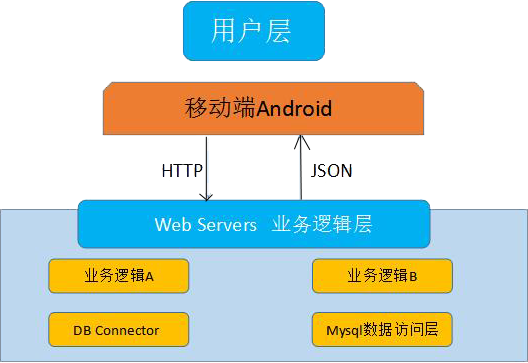 用户层
移动端Android
HTTP
JSON
Web Servers 业务逻辑层
业务逻辑A
业务逻辑B
DB Connector
Mysql数据访问层